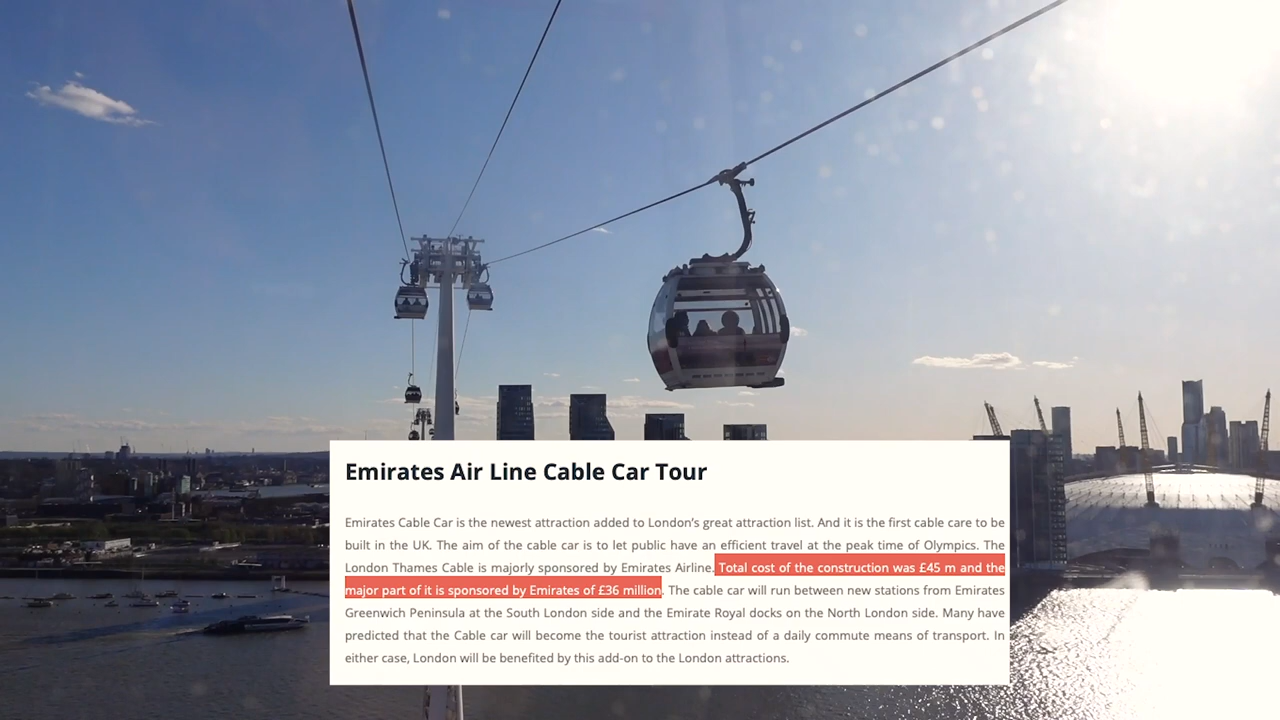 Emirates Air Line Cable Car Tour
Emirates Cable Car is the newest attraction added to London's great attraction list. And it is the first cable care to be
built in the UK. The aim of the cable car is to let public have an efficient travel at the peak time of Olympics. The
London Thames Cable is majorly sponsored by Emirates Airline. Total cost of the construction was £45 m and the
major part of it is sponsored by Emirates of £36 million. The cable car will run between new stations from Emirates
Greenwich Peninsula at the South London side and the Emirate Royal docks on the North London side. Many have
predicted that the Cable car will become the tourist attraction instead of a daily commute means of transport. In
either case, London will be benefited by this add-on to the London attractions.